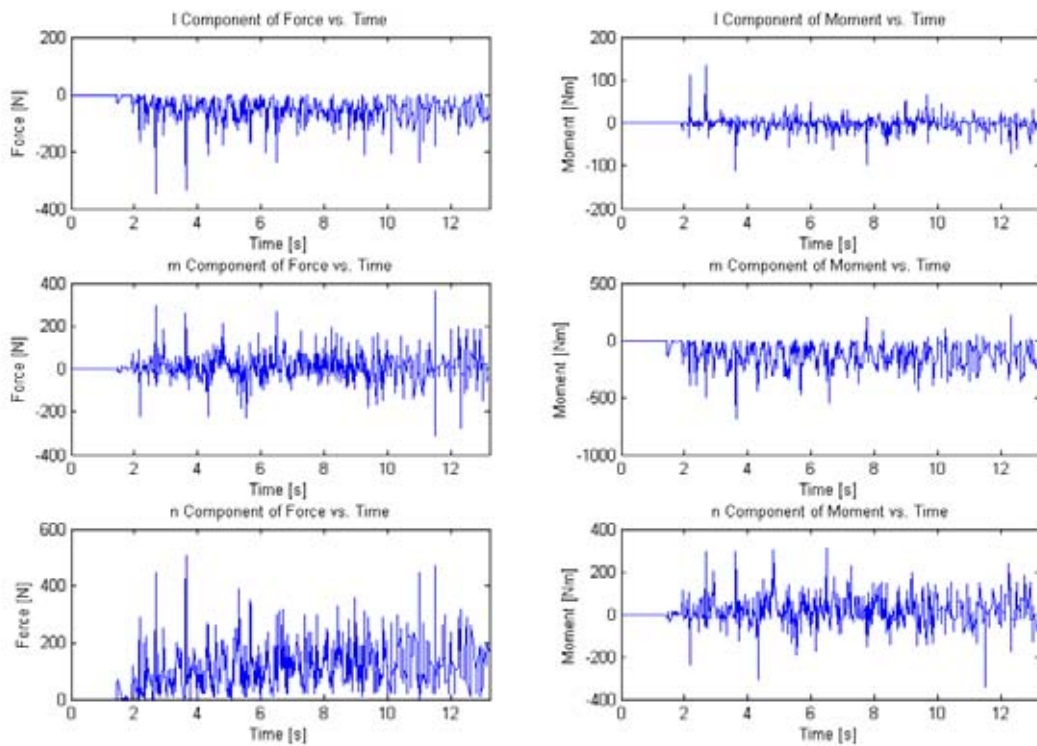 l Component of Force vs. Time
200
0
-200
-400
Force [N]
0 2 4 6 8 10 12
Time [s]
l Component of Moment vs. Time
200
100
0
-100
-200
Moment [Nm]
0 2 4 6 8 10 12
Time [s]
m Component of Force vs. Time
400
200
0
-200
-400
Force [N]
0 2 4 6 8 10 12
Time [s]
m Component of Moment vs. Time
500
0
-500
-1000
Moment [Nm]
0 2 4 6 8 10 12
Time [s]
n Component of Force vs. Time
600
400
200
0
Force [N]
0 2 4 6 8 10 12
Time [s]
n Component of Moment vs. Time
400
200
0
-200
-400
Moment [Nm]
0 2 4 6 8 10 12
Time [s]